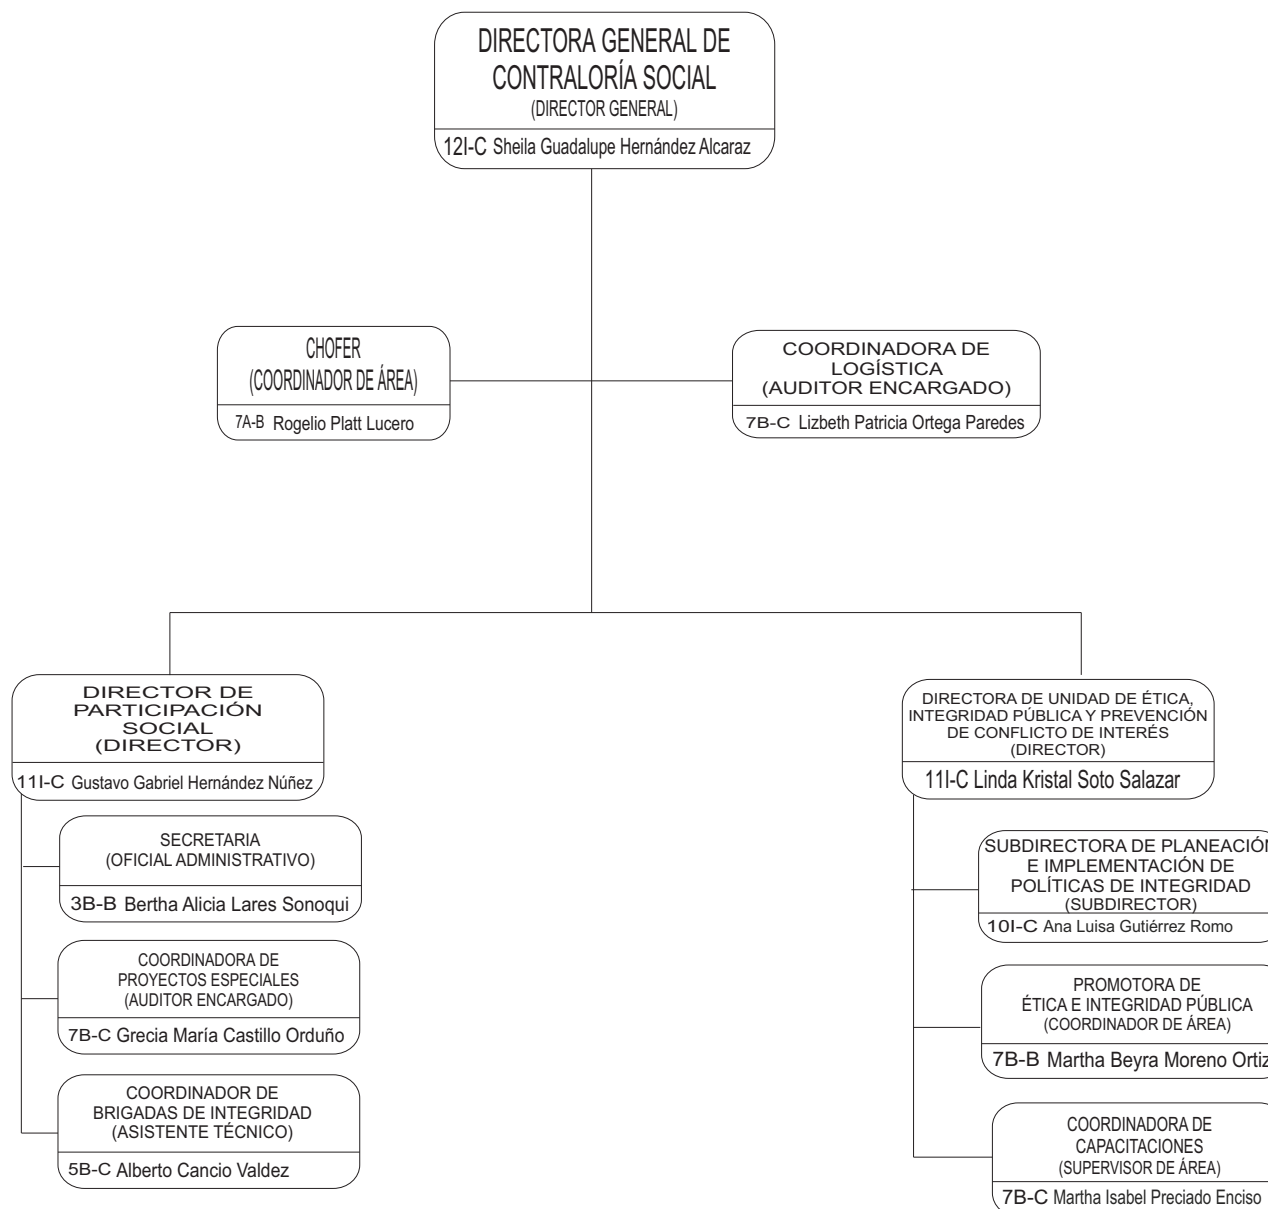 DIRECTORA GENERAL DE
CONTRALORÍA SOCIAL
(DIRECTOR GENERAL)
12I-C Sheila Guadalupe Hernández Alcaraz
CHOFER
(COORDINADOR DE ÁREA)
7A-B Rogelio Platt Lucero
COORDINADORA DE
LOGÍSTICA
(AUDITOR ENCARGADO)
7B-C Lizbeth Patricia Ortega Paredes
DIRECTOR DE
PARTICIPACIÓN
SOCIAL
(DIRECTOR)
11I-C Gustavo Gabriel Hernández Núñez
SECRETARIA
(OFICIAL ADMINISTRATIVO)
3B-B Bertha Alicia Lares Sonoqui
COORDINADORA DE
PROYECTOS ESPECIALES
(AUDITOR ENCARGADO)
7B-C Grecia María Castillo Orduño
COORDINADOR DE
BRIGADAS DE INTEGRIDAD
(ASISTENTE TÉCNICO)
5B-C Alberto Cancio Valdez
DIRECTORA DE UNIDAD DE ÉTICA,
INTEGRIDAD PÚBLICA Y PREVENCIÓN
DE CONFLICTO DE INTERÉS
(DIRECTOR)
11I-C Linda Kristal Soto Salazar
SUBDIRECTORA DE PLANEACIÓN
E IMPLEMENTACIÓN DE
POLÍTICAS DE INTEGRIDAD
(SUBDIRECTOR)
10I-C Ana Luisa Gutiérrez Romo
PROMOTORA DE
ÉTICA E INTEGRIDAD PÚBLICA
(COORDINADOR DE ÁREA)
7B-B Martha Beyra Moreno Ortiz
COORDINADORA DE
CAPACITACIONES
(SUPERVISOR DE ÁREA)
7B-C Martha Isabel Preciado Enciso